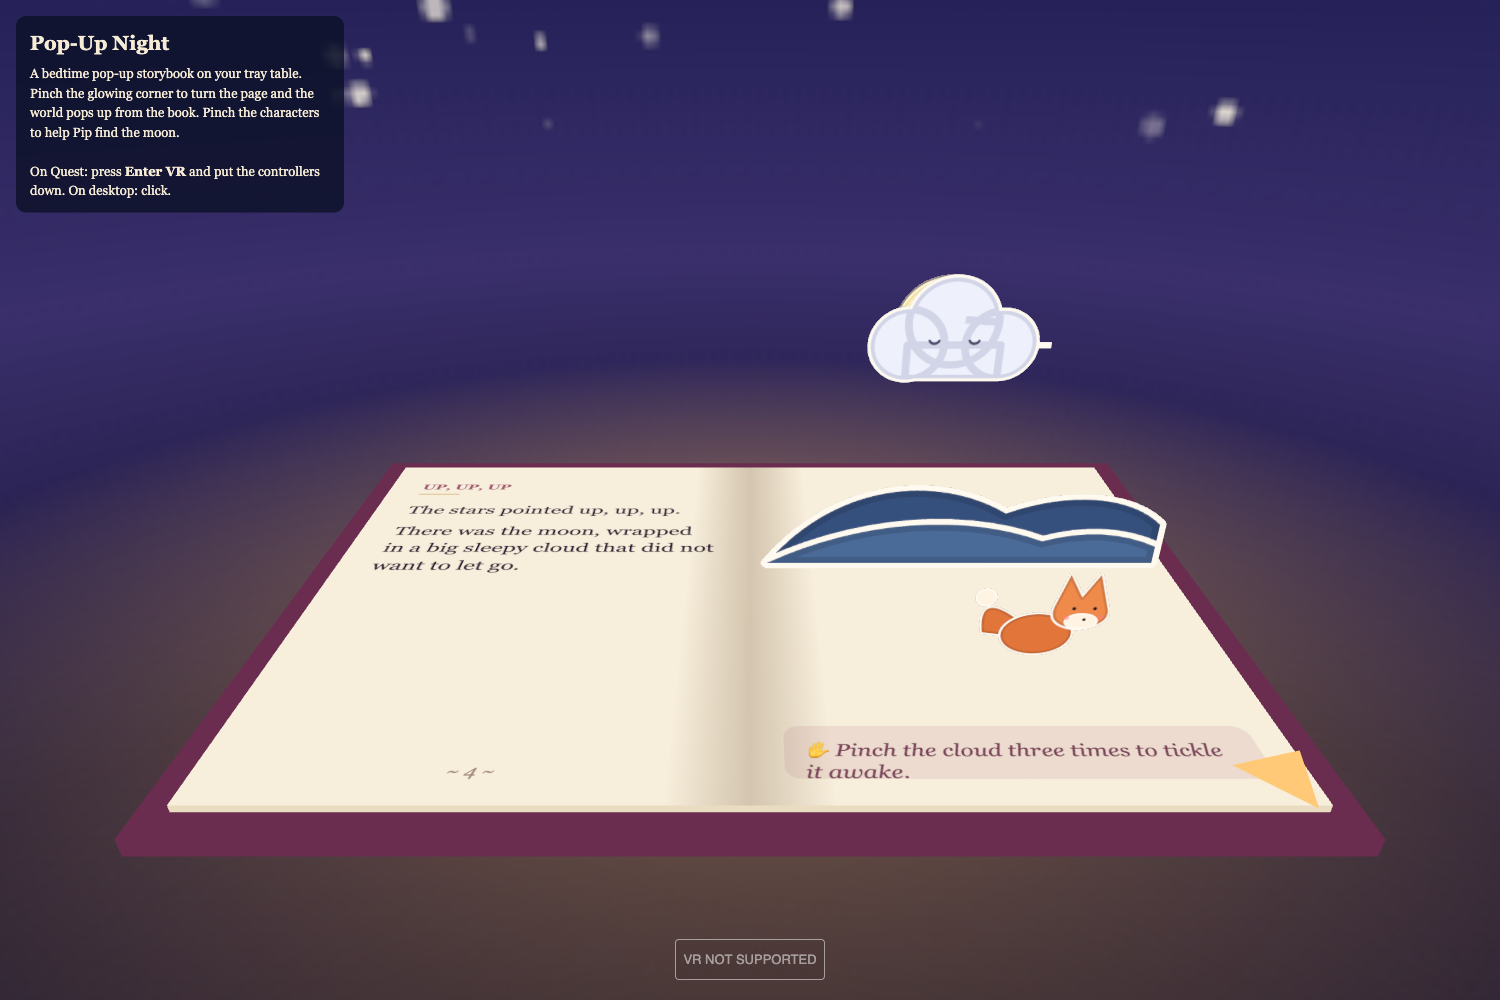 Pop-Up Night
A bedtime pop-up storybook on your tray table.
Pinch the glowing corner to turn the page and the
world pops up from the book. Pinch the characters
to help Pip find the moon.
On Quest: press Enter VR and put the controllers
down. On desktop: click.
UP, UP, UP
The stars pointed up, up, up.
There was the moon, wrapped
in a big sleepy cloud that did not
want to let go.
~ 4 ~
🖐 Pinch the cloud three times to tickle
it awake.
VR NOT SUPPORTED